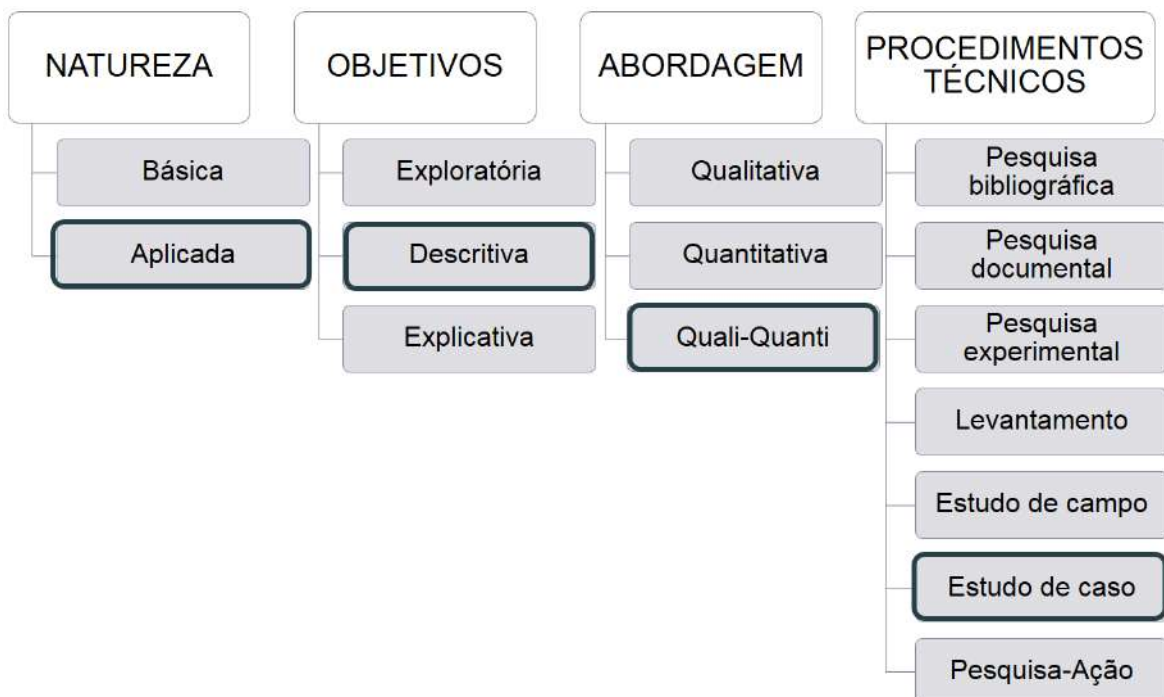 NATUREZA
Básica
Aplicada
OBJETIVOS
Exploratória
Descritiva
Explicativa
ABORDAGEM
Qualitativa
Quantitativa
Quali-Quanti
PROCEDIMENTOS
TÉCNICOS
Pesquisa
bibliográfica
Pesquisa
documental
Pesquisa
experimental
Levantamento
Estudo de campo
Estudo de caso
Pesquisa-Ação